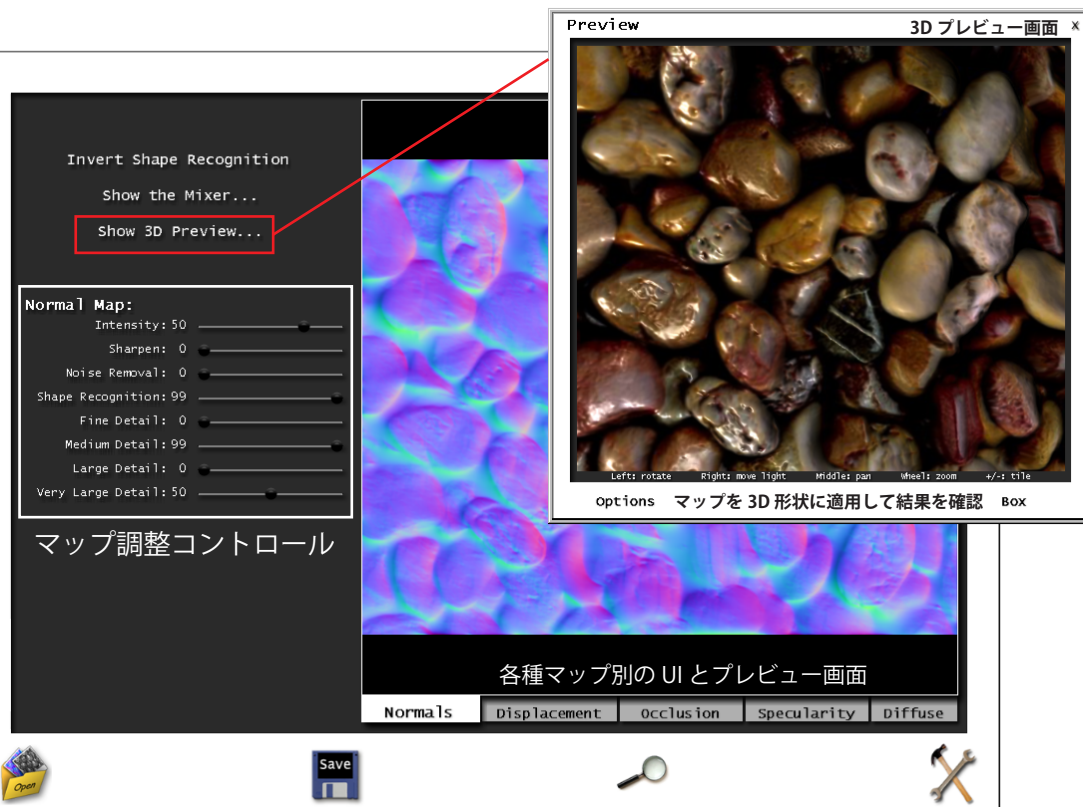 Preview 3D プレビュー画面 x
Invert Shape Recognition
Show the Mixer...
Show 3D Preview...
Normal Map:
Intensity: 50
Sharpen: 0
Noise Removal: 0
Shape Recognition: 99
Fine Detail: 0
Medium Detail: 99
Large Detail: 0
Very Large Detail: 50
マップ調整コントロール
Left: rotate Right: move light Middle: pan Wheel: zoom +/-: tile
Options マップを 3D 形状に適用して結果を確認 Box
各種マップ別の UI とプレビュー画面
Normals Displacement Occlusion Specularity Diffuse
Open
Save